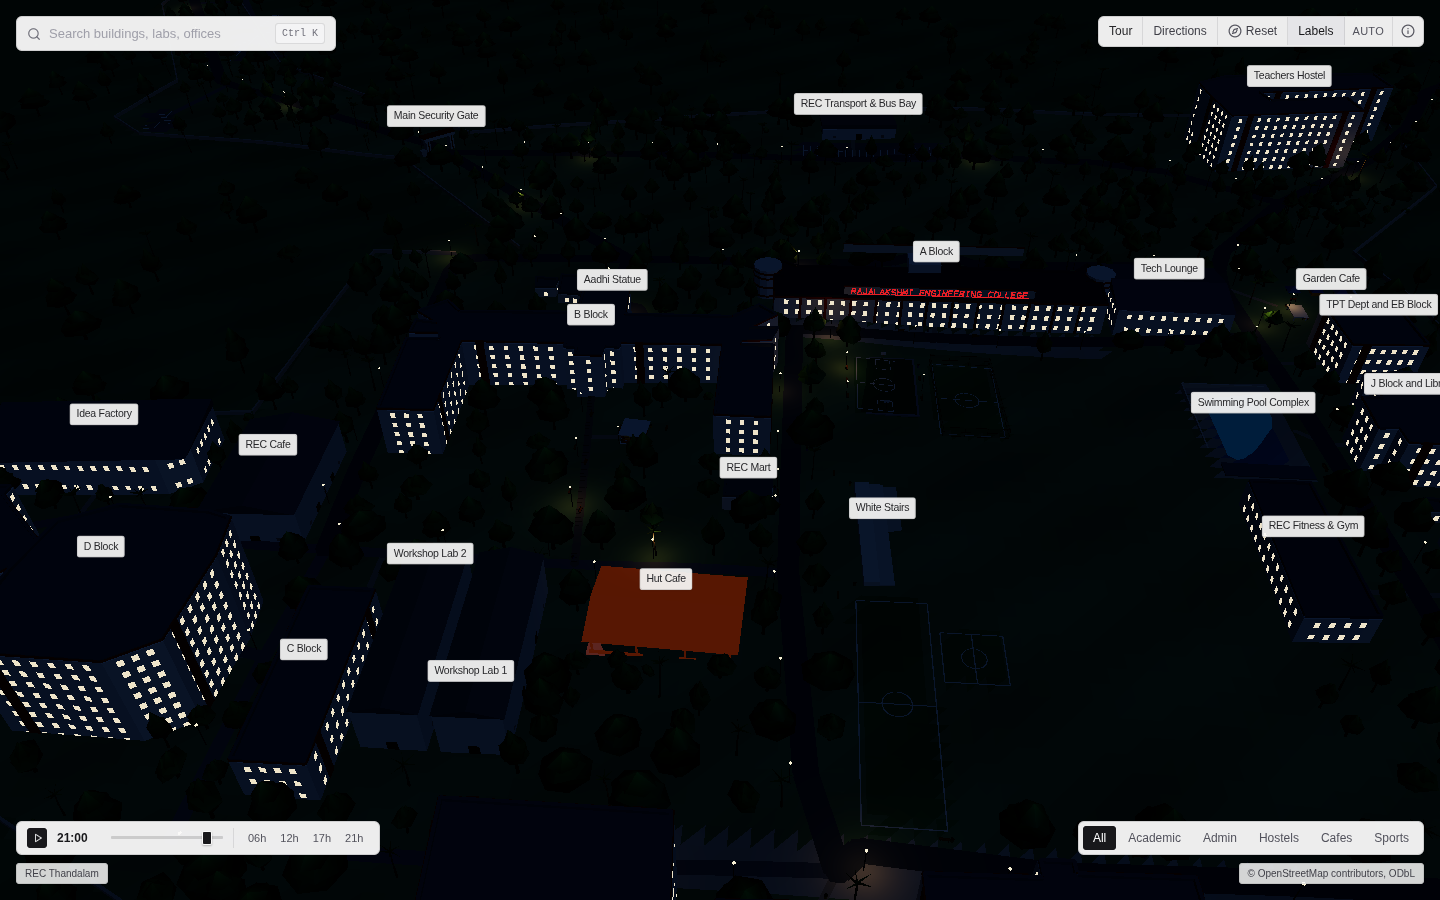 Search buildings, labs, offices
Ctrl K
Tour
Directions
Reset
Labels
AUTO
Teachers Hostel
REC Transport & Bus Bay
Main Security Gate
A Block
Tech Lounge
Aadhi Statue
Garden Cafe
RAJALAKSHMI ENGINEERING COLLEGE
TPT Dept and EB Block
B Block
J Block and Libr
Swimming Pool Complex
Idea Factory
REC Cafe
REC Mart
White Stairs
REC Fitness & Gym
D Block
Workshop Lab 2
Hut Cafe
C Block
Workshop Lab 1
21:00
06h
12h
17h
21h
All
Academic
Admin
Hostels
Cafes
Sports
REC Thandalam
© OpenStreetMap contributors, ODbL